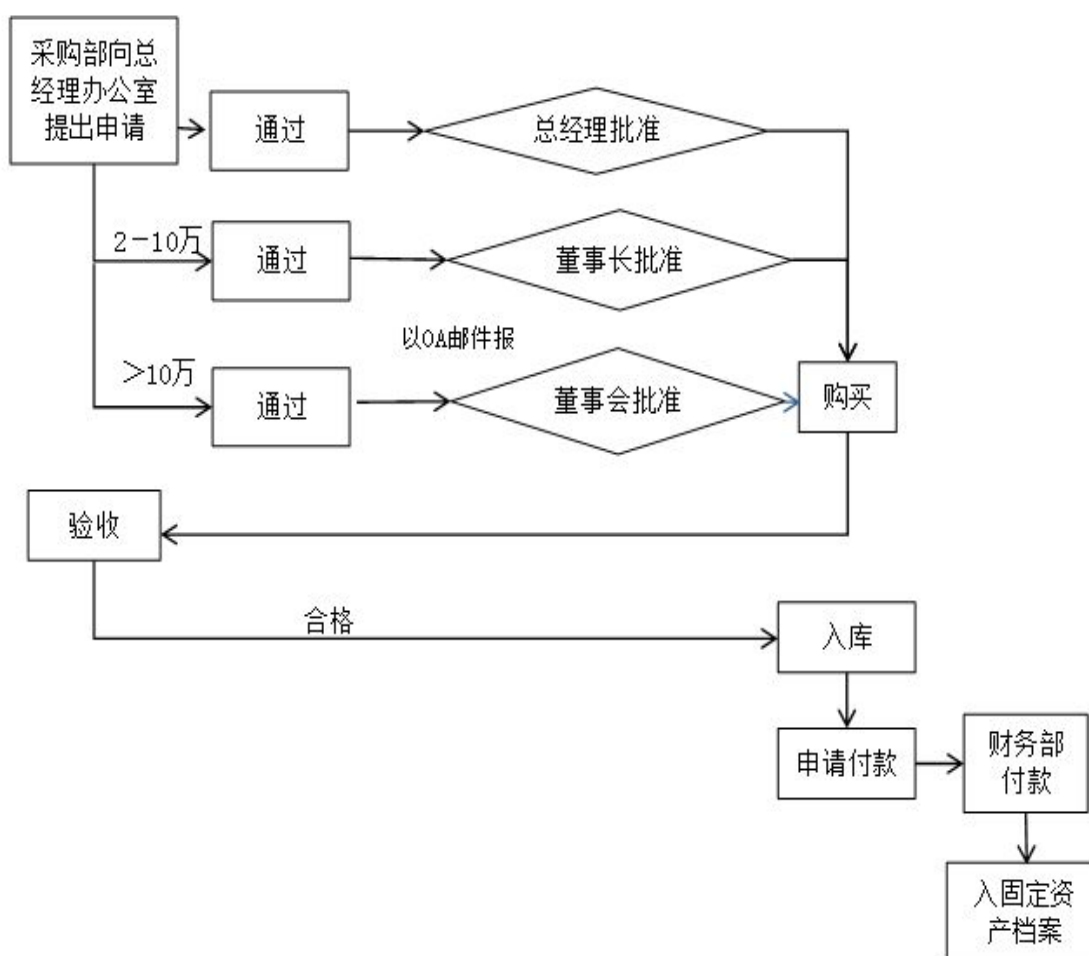 采购部向总
经理办公室
提出申请
通过
总经理批准
2－10万
通过
董事长批准
以OA邮件报
＞10万
通过
董事会批准
购买
验收
合格
入库
申请付款
财务部
付款
入固定资
产档案